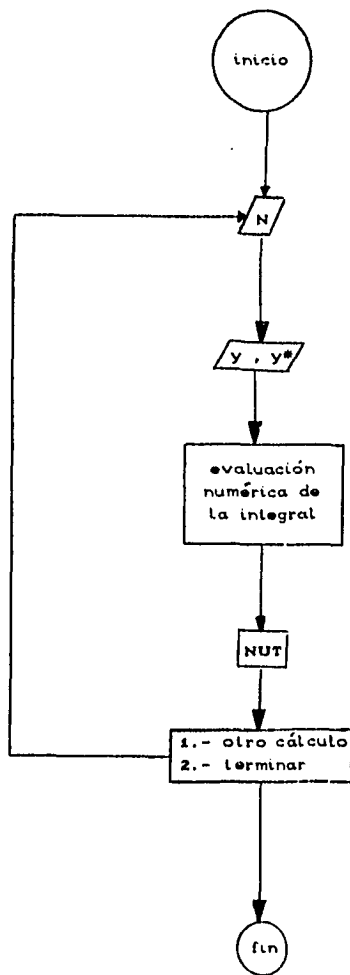 inicio
N
y , y*
evaluación
numérica de
la integral
NUT
1.- otro cálculo
2.- terminar
fin